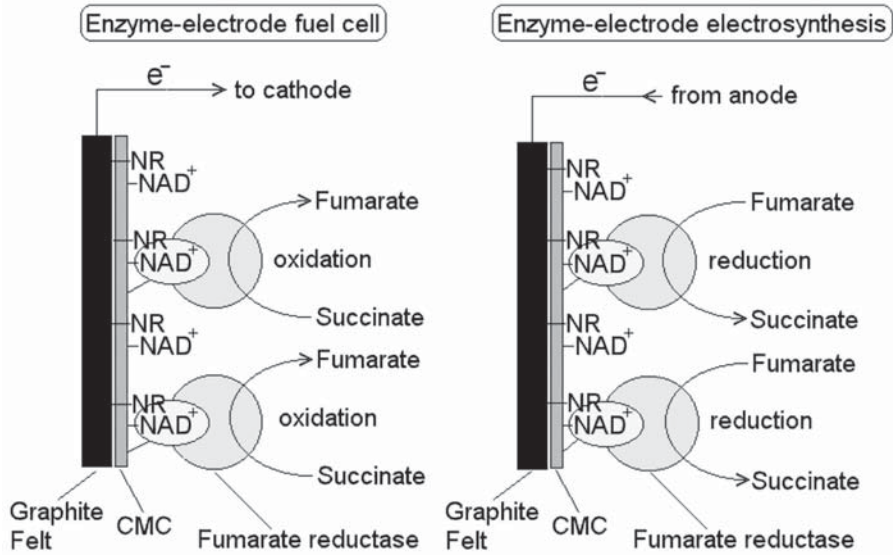 Enzyme-electrode fuel cell
e⁻
to cathode
NR
NAD⁺
Fumarate
NR
NAD⁺
oxidation
Succinate
NR
NAD⁺
Fumarate
NR
NAD⁺
oxidation
Succinate
Graphite
Felt
CMC
Fumarate reductase
Enzyme-electrode electrosynthesis
e⁻
from anode
NR
NAD⁺
Fumarate
NR
NAD⁺
reduction
Succinate
NR
NAD⁺
Fumarate
NR
NAD⁺
reduction
Succinate
Graphite
Felt
CMC
Fumarate reductase